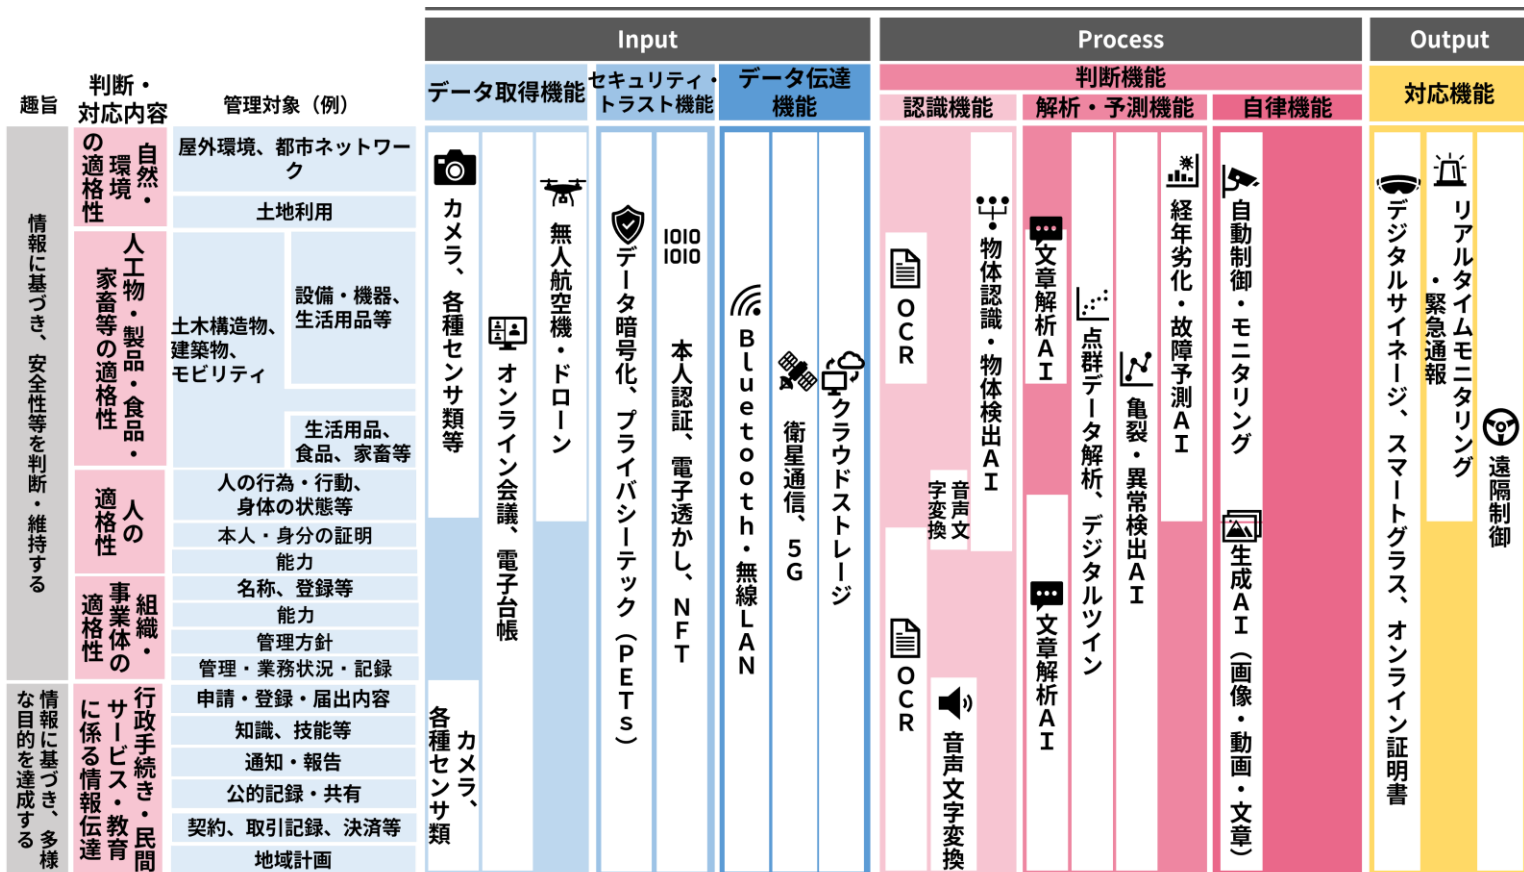 Input
Process
Output
趣旨
判断・
対応内容
管理対象（例）
データ取得機能
セキュリティ・
トラスト機能
データ伝達
機能
判断機能
認識機能
解析・予測機能
自律機能
対応機能
情報に基づき、安全性等を判断・維持する
情報に基づき、多様
な目的を達成する
自然・
環境
の適格性
人工物・製品・食品・
家畜等の適格性
人の
適格性
組織・
事業体の
適格性
行政手続き・民間
サービス・教育
に係る情報伝達
屋外環境、都市ネットワー
ク
土地利用
土木構造物、
建築物、
モビリティ
設備・機器、
生活用品等
生活用品、
食品、家畜等
人の行為・行動、
身体の状態等
本人・身分の証明
能力
名称、登録等
能力
管理方針
管理・業務状況・記録
申請・登録・届出内容
知識、技能等
通知・報告
公的記録・共有
契約、取引記録、決済等
地域計画
カメラ、各種センサ類等
カメラ、
各種センサ類
オンライン会議、電子台帳
無人航空機・ドローン
データ暗号化、プライバシーテック（PETs）
1010
1010
本人認証、電子透かし、NFT
Bluetooth・無線LAN
衛星通信、5G
クラウドストレージ
OCR
OCR
音声文
字変換
音声文字変換
物体認識・物体検出AI
文章解析AI
文章解析AI
点群データ解析、デジタルツイン
亀裂・異常検出AI
経年劣化・故障予測AI
自動制御・モニタリング
生成AI（画像・動画・文章）
デジタルサイネージ、スマートグラス、オンライン証明書
リアルタイムモニタリング
・緊急通報
遠隔制御